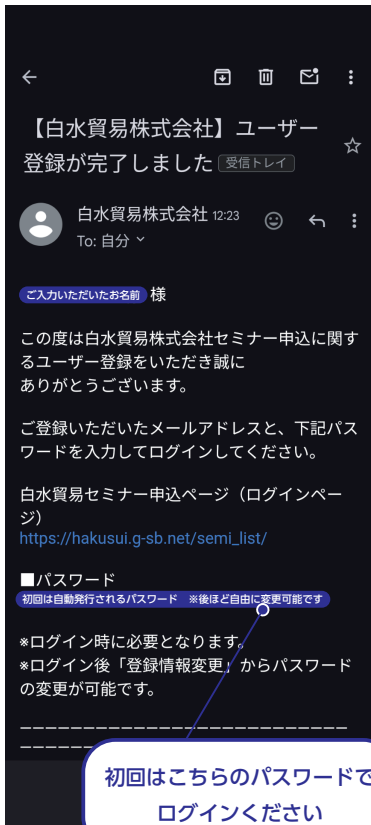 【白水貿易株式会社】ユーザー
登録が完了しました 受信トレイ
白水貿易株式会社 12:23
To: 自分
ご入力いただいたお名前 様
この度は白水貿易株式会社セミナー申込に関す
るユーザー登録をいただき誠に
ありがとうございます。
ご登録いただいたメールアドレスと、下記パス
ワードを入力してログインしてください。
白水貿易セミナー申込ページ（ログインペー
ジ）
https://hakusui.g-sb.net/semi_list/
■パスワード
初回は自動発行されるパスワード ※後ほど自由に変更可能です
※ログイン時に必要となります。
※ログイン後「登録情報変更」からパスワード
の変更が可能です。
初回はこちらのパスワードで
ログインください